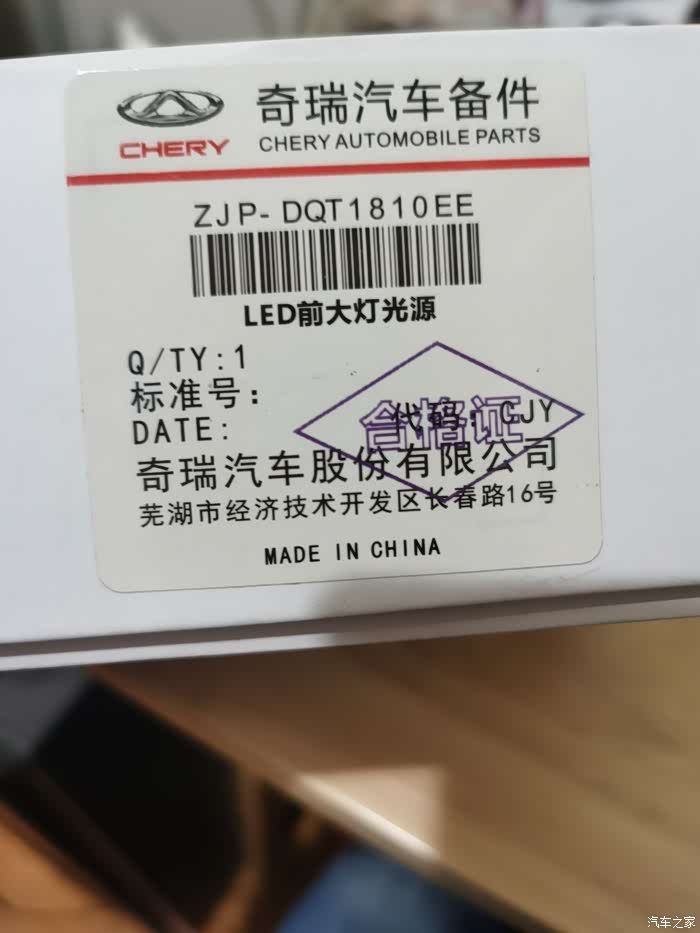 CHERY
奇瑞汽车备件
CHERY AUTOMOBILE PARTS
ZJP-DQT1810EE
LED前大灯光源
Q/TY:1
标准号:
DATE:
代码: CJY
合格证
奇瑞汽车股份有限公司
芜湖市经济技术开发区长春路16号
MADE IN CHINA
汽车之家